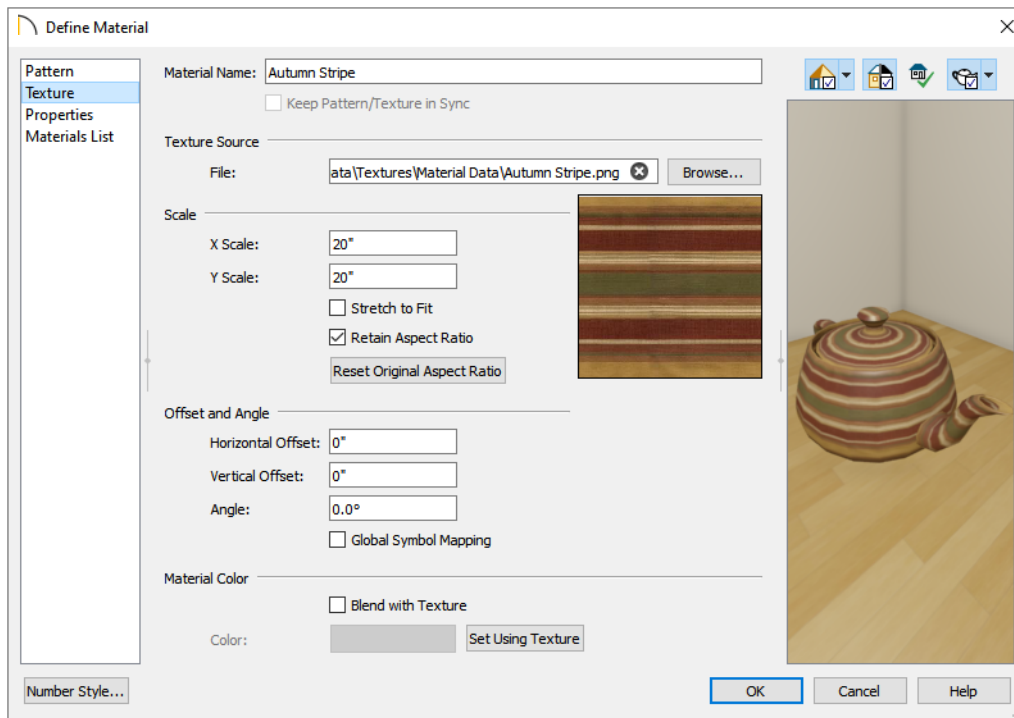 Define Material
Pattern
Texture
Properties
Materials List
Material Name: Autumn Stripe
Keep Pattern/Texture in Sync
Texture Source
File: ata\Textures\Material Data\Autumn Stripe.png Browse...
Scale
X Scale: 20"
Y Scale: 20"
Stretch to Fit
Retain Aspect Ratio
Reset Original Aspect Ratio
Offset and Angle
Horizontal Offset: 0"
Vertical Offset: 0"
Angle: 0.0°
Global Symbol Mapping
Material Color
Blend with Texture
Color: Set Using Texture
Number Style... OK Cancel Help